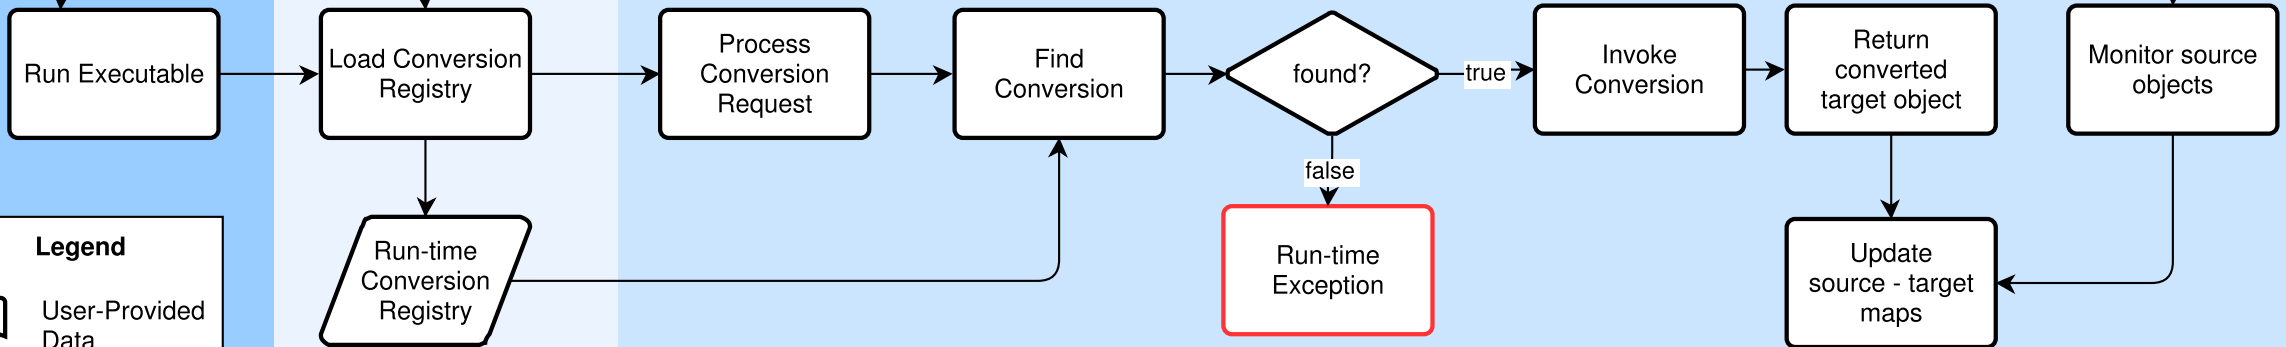 Run Executable
Load Conversion
Registry
Process
Conversion
Request
Find
Conversion
found?
true
Invoke
Conversion
Return
converted
target object
Monitor source
objects
false
Run-time
Conversion
Registry
Run-time
Exception
Update
source - target
maps
Legend
User-Provided
Data